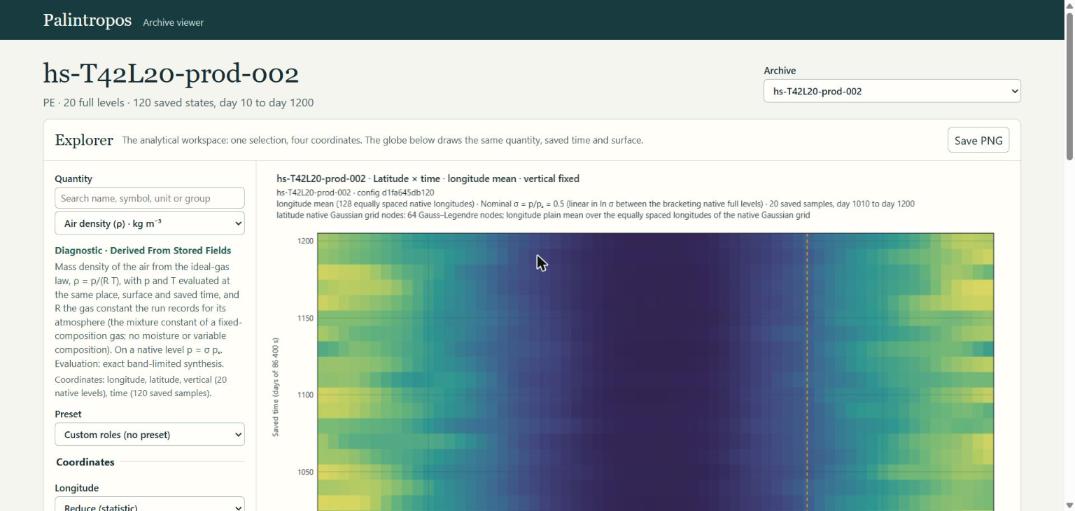 Palintropos Archive viewer
hs-T42L20-prod-002
PE · 20 full levels · 120 saved states, day 10 to day 1200
Archive
hs-T42L20-prod-002
Explorer The analytical workspace: one selection, four coordinates. The globe below draws the same quantity, saved time and surface.
Save PNG
Quantity
Search name, symbol, unit or group
Air density (ρ) · kg m⁻³
Diagnostic · Derived From Stored Fields
Mass density of the air from the ideal-gas
law, ρ = p/(R T), with p and T evaluated at
the same place, surface and saved time, and
R the gas constant the run records for its
atmosphere (the mixture constant of a fixed-
composition gas: no moisture or variable
composition). On a native level p = σ pₛ.
Evaluation: exact band-limited synthesis.
Coordinates: longitude, latitude, vertical (20
native levels), time (120 saved samples).
Preset
Custom roles (no preset)
Coordinates
Longitude
Reduce (statistic)
hs-T42L20-prod-002 · Latitude × time · longitude mean · vertical fixed
hs-T42L20-prod-002 · config d1fa645db120
longitude mean (128 equally spaced native longitudes) · Nominal σ = p/pₛ = 0.5 (linear in ln σ between the bracketing native full levels) · 20 saved samples, day 1010 to day 1200
latitude native Gaussian grid nodes: 64 Gauss–Legendre nodes; longitude plain mean over the equally spaced longitudes of the native Gaussian grid
Saved time (days of 86 400 s)
1200
1150
1100
1050